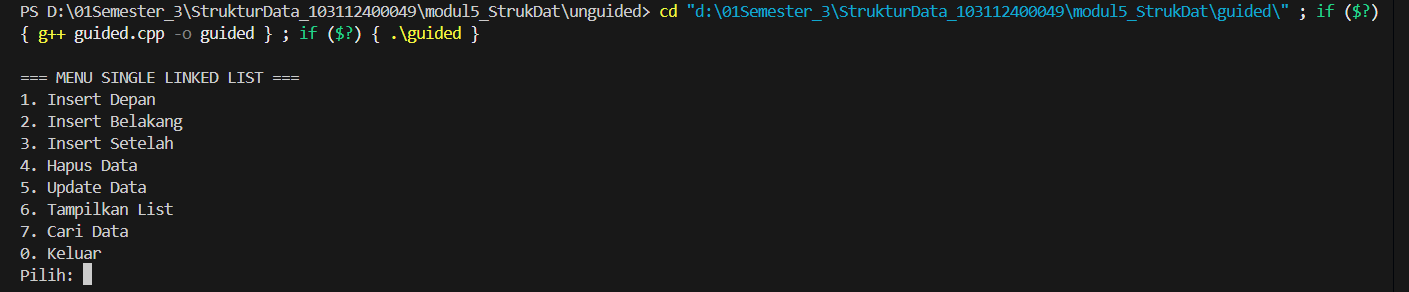 PS D:\01Semester_3\StrukturData_103112400049\modul5_StrukDat\unguided> cd "d:\01Semester_3\StrukturData_103112400049\modul5_StrukDat\guided\" ; if ($?)
{ g++ guided.cpp -o guided } ; if ($?) { .\guided }
=== MENU SINGLE LINKED LIST ===
1. Insert Depan
2. Insert Belakang
3. Insert Setelah
4. Hapus Data
5. Update Data
6. Tampilkan List
7. Cari Data
0. Keluar
Pilih: